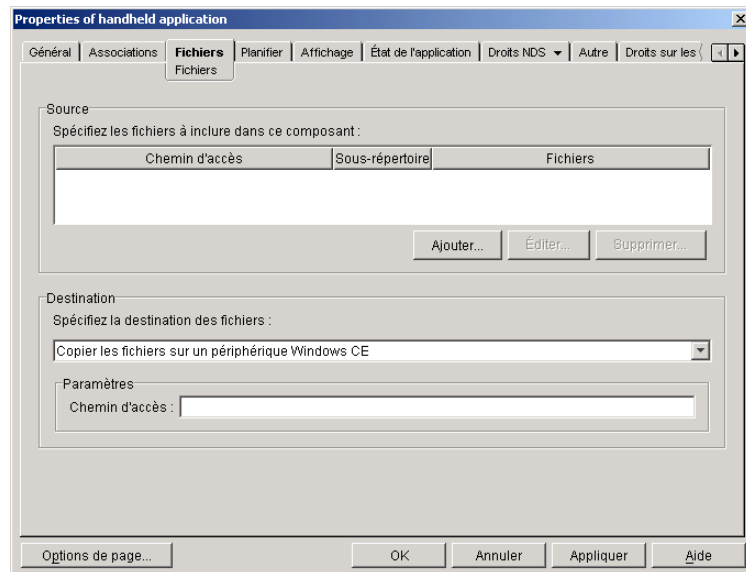 Properties of handheld application
Général Associations Fichiers Planifier Affichage État de l'application Droits NDS Autre Droits sur les
Fichiers
Source
Spécifiez les fichiers à inclure dans ce composant :
Chemin d'accès Sous-répertoire Fichiers
Ajouter... Éditer... Supprimer...
Destination
Spécifiez la destination des fichiers :
Copier les fichiers sur un périphérique Windows CE
Paramètres
Chemin d'accès :
Options de page... OK Annuler Appliquer Aide